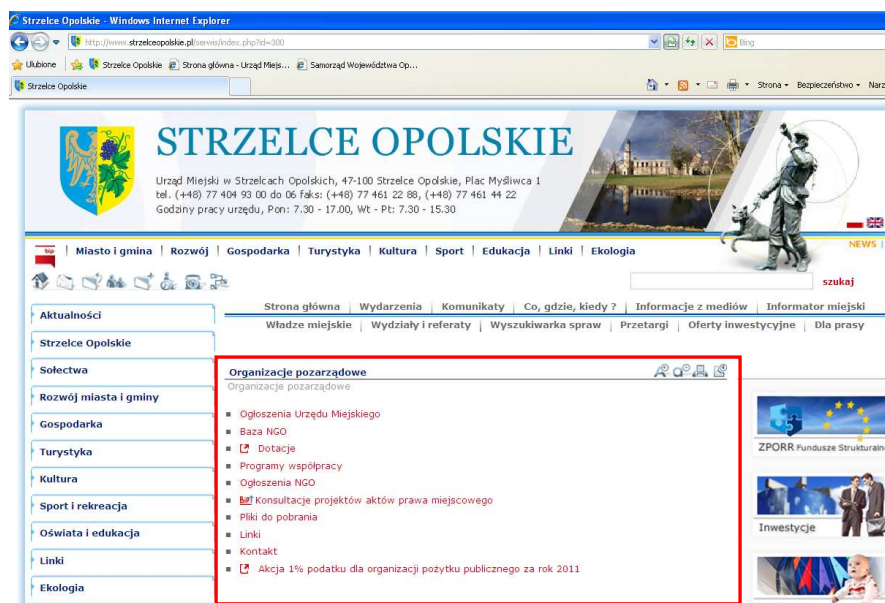 Strzelce Opolskie - Windows Internet Explorer
http://www.strzelceopolskie.pl/serwis/index.php?id=300
Bing
Ulubione Strzelce Opolskie Strona główna - Urząd Miejs... Samorząd Województwa Op...
Strzelce Opolskie
Strona Bezpieczeństwo Narz
STRZELCE OPOLSKIE
Urząd Miejski w Strzelcach Opolskich, 47-100 Strzelce Opolskie, Plac Myśliwca 1
tel. (+48) 77 404 93 00 do 06 faks: (+48) 77 461 22 88, (+48) 77 461 44 22
Godziny pracy urzędu, Pon: 7.30 - 17.00, Wt - Pt: 7.30 - 15.30
NEWS |
bip | Miasto i gmina | Rozwój | Gospodarka | Turystyka | Kultura | Sport | Edukacja | Linki | Ekologia
szukaj
Strona główna | Wydarzenia | Komunikaty | Co, gdzie, kiedy ? | Informacje z mediów | Informator miejski
Władze miejskie | Wydziały i referaty | Wyszukiwarka spraw | Przetargi | Oferty inwestycyjne | Dla prasy
Aktualności
Strzelce Opolskie
Sołectwa
Rozwój miasta i gminy
Gospodarka
Turystyka
Kultura
Sport i rekreacja
Oświata i edukacja
Linki
Ekologia
Organizacje pozarządowe
Organizacje pozarządowe
Ogłoszenia Urzędu Miejskiego
Baza NGO
Dotacje
Programy współpracy
Ogłoszenia NGO
Konsultacje projektów aktów prawa miejscowego
Pliki do pobrania
Linki
Kontakt
Akcja 1% podatku dla organizacji pożytku publicznego za rok 2011
ZPORR Fundusze Strukturaln
Inwestycje